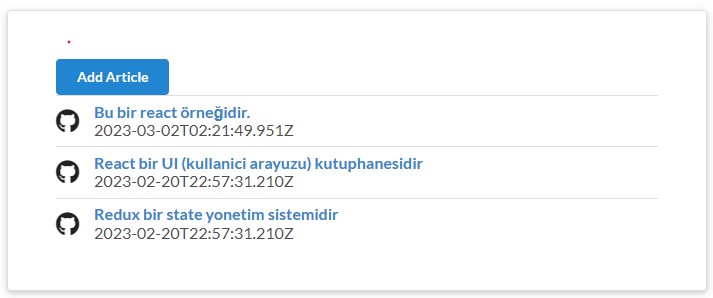 Add Article
Bu bir react örneğidir.
2023-03-02T02:21:49.951Z
React bir UI (kullanici arayuzu) kutuphanesidir
2023-02-20T22:57:31.210Z
Redux bir state yonetim sistemidir
2023-02-20T22:57:31.210Z